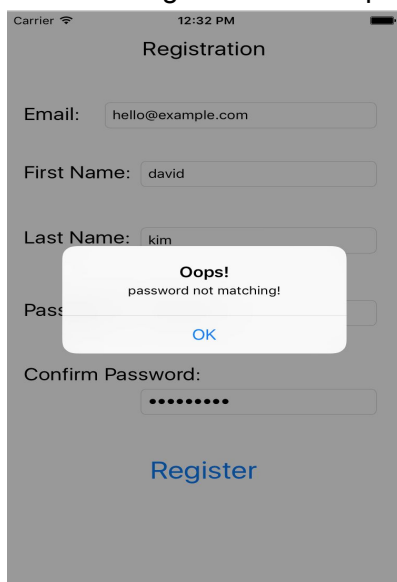 Carrier 12:32 PM
Registration
Email: hello@example.com
First Name: david
Last Name: kim
Oops!
password not matching!
Pass
OK
Confirm Password:
•••••••••
Register